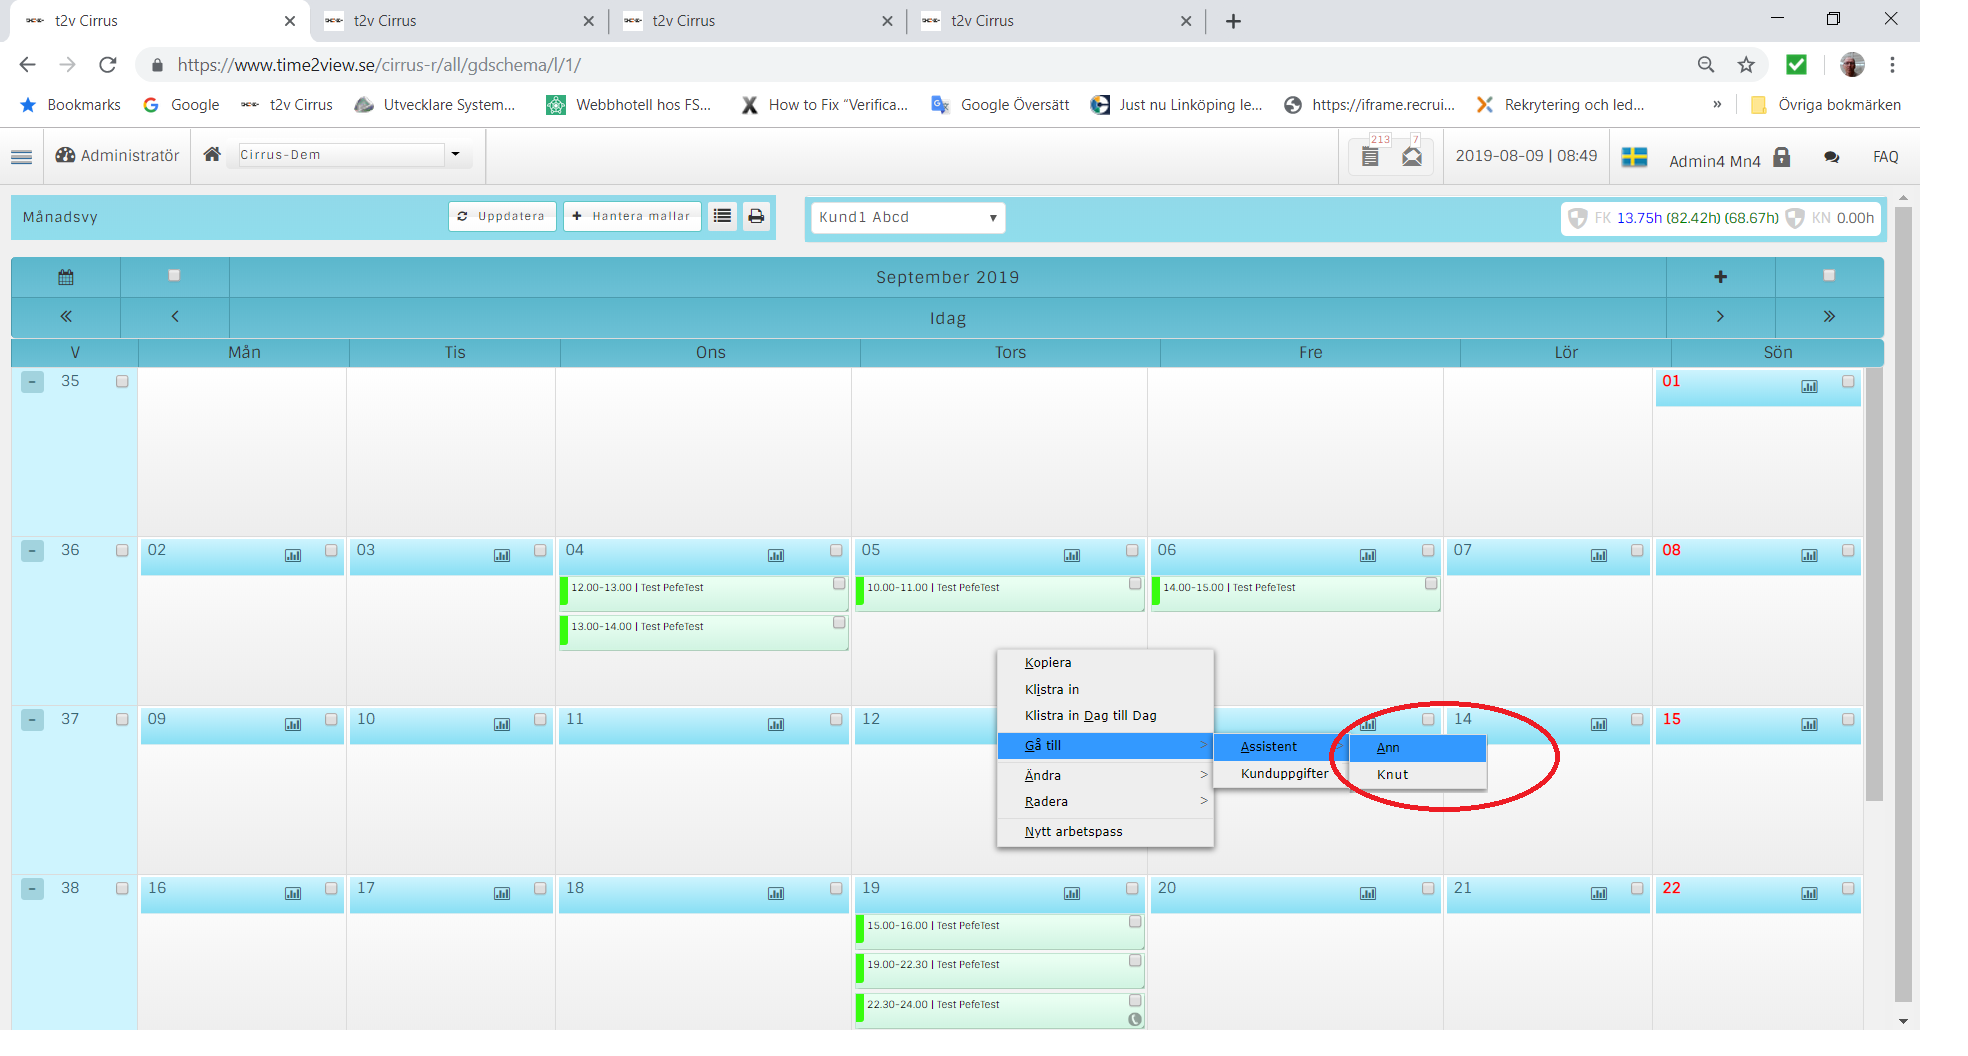 t2v Cirrus
t2v Cirrus
t2v Cirrus
t2v Cirrus
https://www.time2view.se/cirrus-r/all/gdschema/l/1/
Bookmarks
Google
t2v Cirrus
Utvecklare System...
Webbhotell hos FS...
How to Fix “Verifica...
Google Översätt
Just nu Linköping le...
https://iframe.recrui...
Rekrytering och led...
»
Övriga bokmärken
Administratör
Cirrus-Dem
213
7
2019-08-09 | 08:49
Admin4 Mn4
FAQ
Månadsvy
Uppdatera
+ Hantera mallar
Kund1 Abcd
FK 13.75h (82.42h) (68.67h)
KN 0.00h
September 2019
Idag
V
Mån
Tis
Ons
Tors
Fre
Lör
Sön
35
01
36
02
03
04
05
06
07
08
12.00-13.00 | Test PefeTest
10.00-11.00 | Test PefeTest
14.00-15.00 | Test PefeTest
13.00-14.00 | Test PefeTest
Kopiera
Klistra in
Klistra in Dag till Dag
Gå till >
Ändra >
Radera >
Nytt arbetspass
Assistent
Kunduppgifter
Ann
Knut
37
09
10
11
12
14
15
38
16
17
18
19
20
21
22
15.00-16.00 | Test PefeTest
19.00-22.30 | Test PefeTest
22.30-24.00 | Test PefeTest